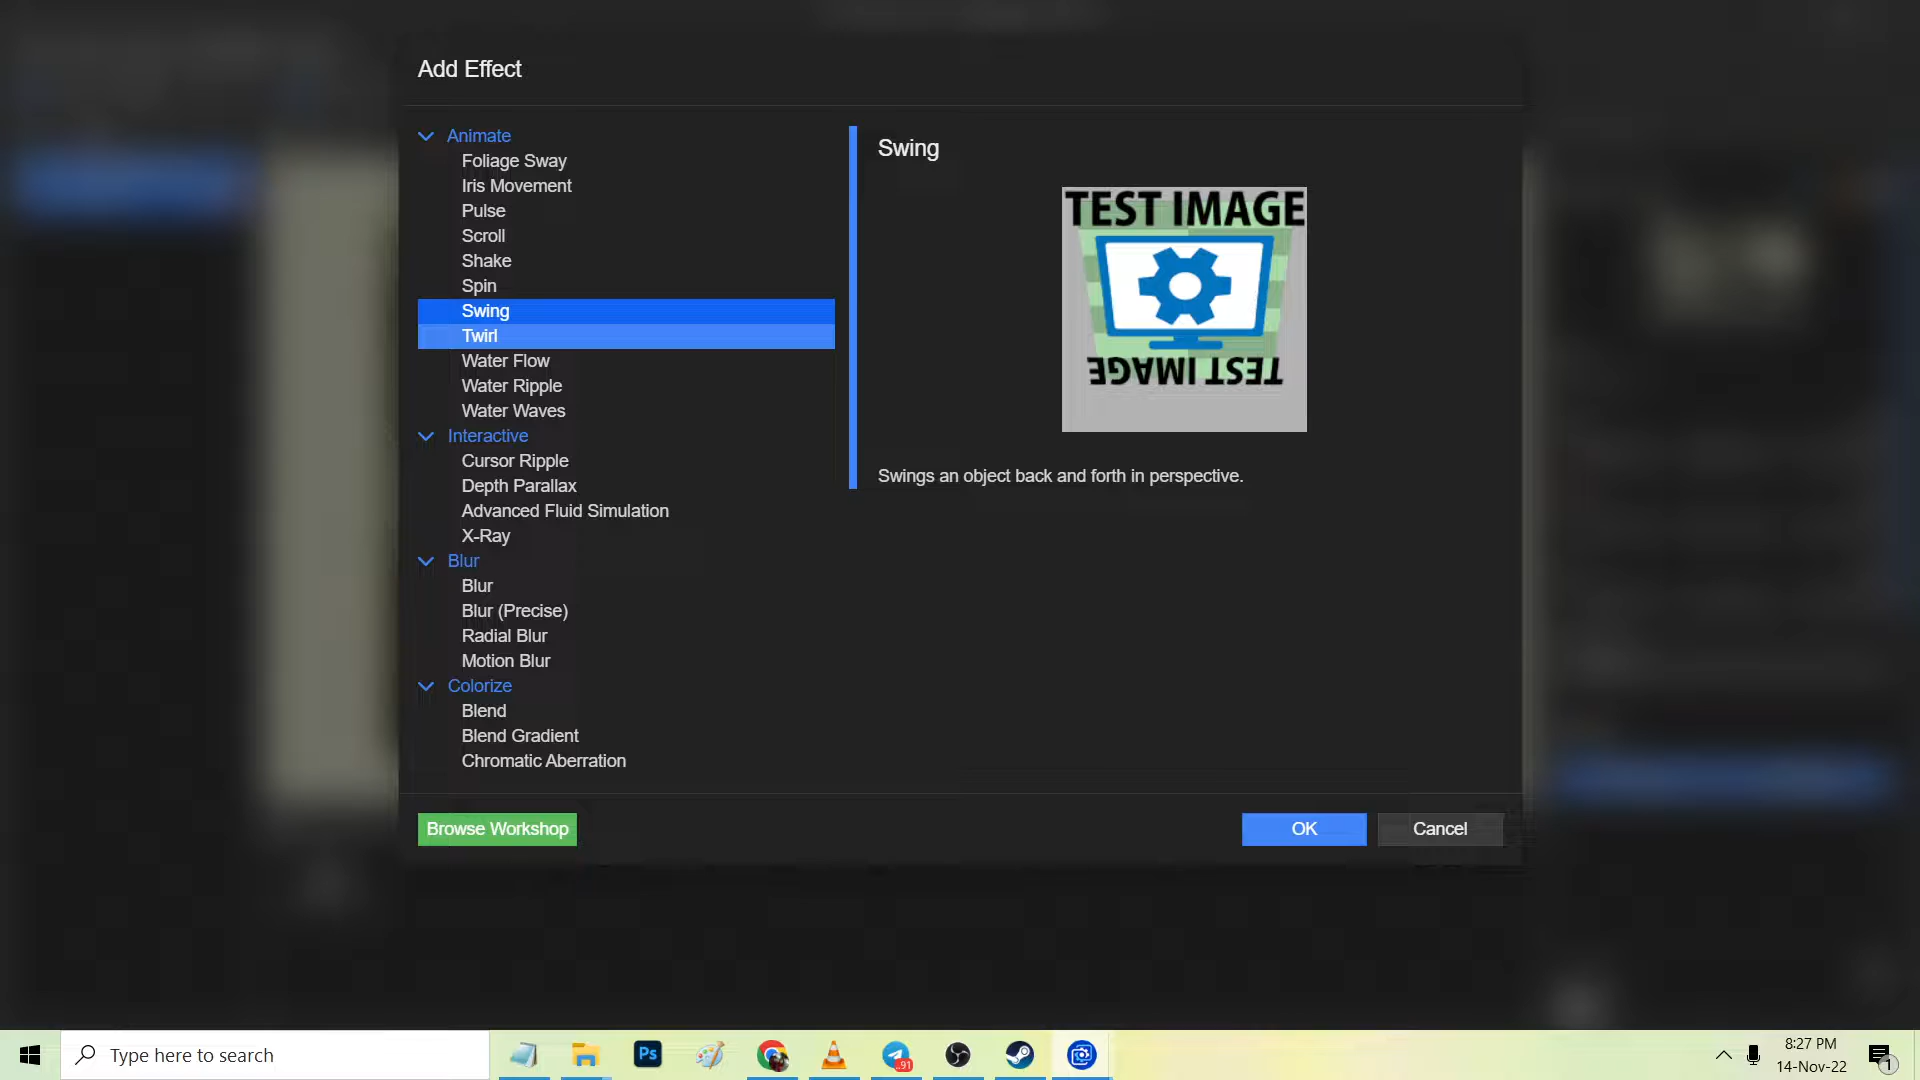 Add Effect
Animate
Foliage Sway
Iris Movement
Pulse
Scroll
Shake
Spin
Swing
Twirl
Water Flow
Water Ripple
Water Waves
Interactive
Cursor Ripple
Depth Parallax
Advanced Fluid Simulation
X-Ray
Blur
Blur
Blur (Precise)
Radial Blur
Motion Blur
Colorize
Blend
Blend Gradient
Chromatic Aberration
Swing
TEST IMAGE
TEST IMAGE
Swings an object back and forth in perspective.
Browse Workshop
OK
Cancel
Type here to search
Ps
..91
8:27 PM
14-Nov-22
1